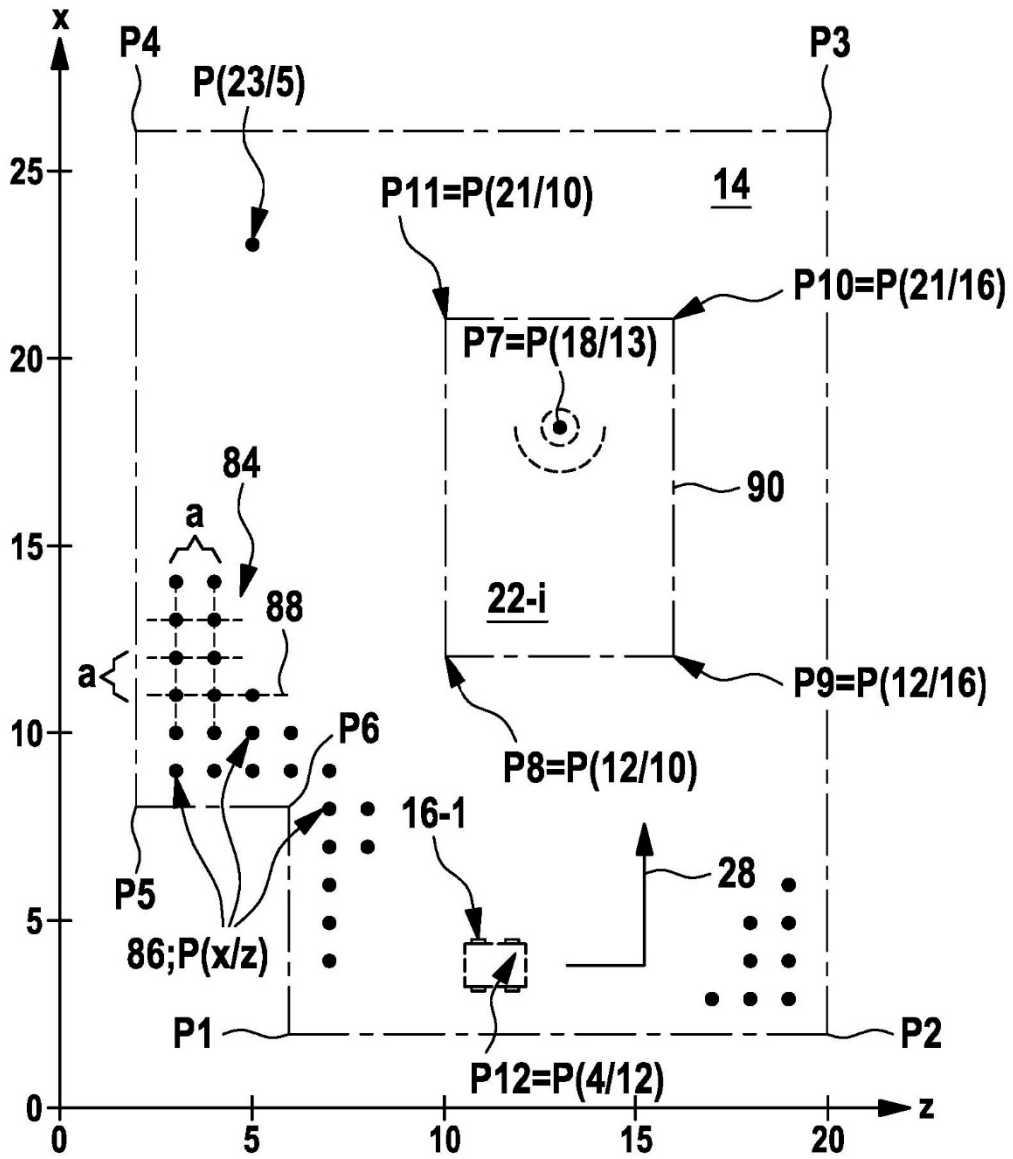 x
P4
P3
P(23/5)
25
14
P11=P(21/10)
P10=P(21/16)
20
P7=P(18/13)
84
90
a
15
88
22-i
a
P9=P(12/16)
10
P6
P8=P(12/10)
16-1
28
P5
5
86;P(x/z)
P1
P2
P12=P(4/12)
0
z
0 5 10 15 20